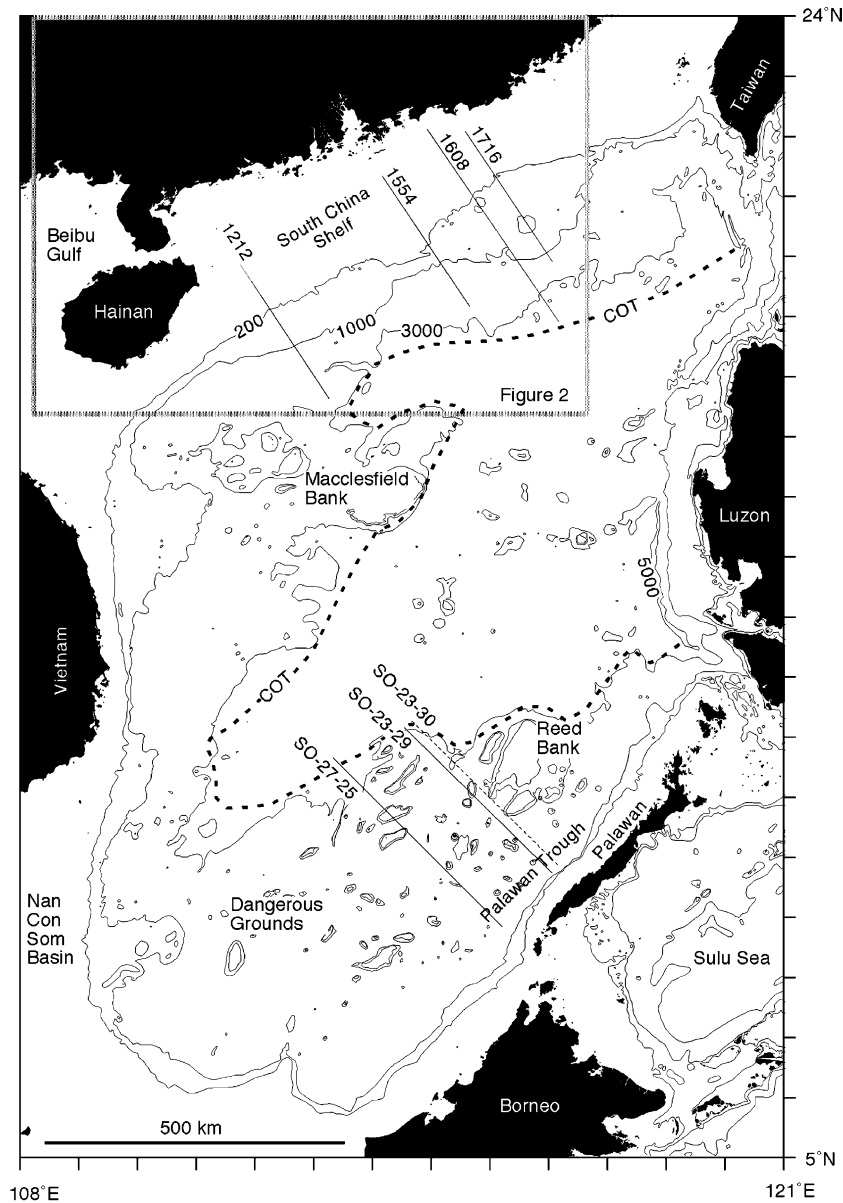 24°N
Taiwan
1716
1608
1554
South China
Shelf
1212
Beibu
Gulf
Hainan
200
1000
3000
COT
Figure 2
Macclesfield
Bank
Luzon
5000
Vietnam
COT
SO-23-30
SO-23-29
SO-27-25
Reed
Bank
Palawan
Palawan Trough
Nan
Con
Som
Basin
Dangerous
Grounds
Sulu Sea
Borneo
500 km
5°N
108°E
121°E